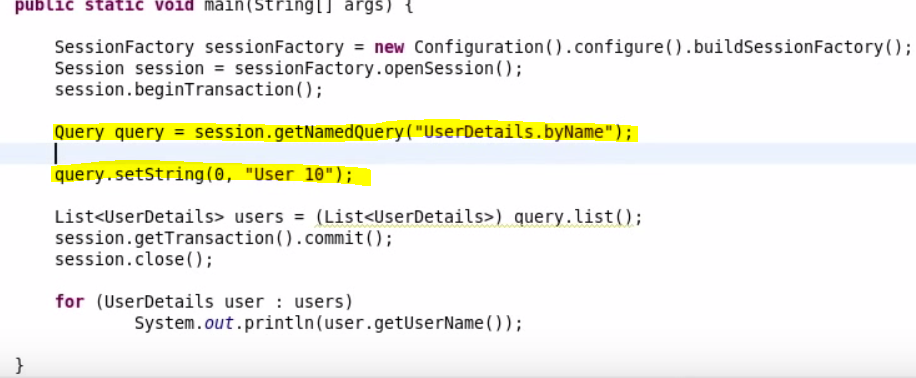 public static void main(String[] args) {
SessionFactory sessionFactory = new Configuration().configure().buildSessionFactory();
Session session = sessionFactory.openSession();
session.beginTransaction();
Query query = session.getNamedQuery("UserDetails.byName");
query.setString(0, "User 10");
List<UserDetails> users = (List<UserDetails>) query.list();
session.getTransaction().commit();
session.close();
for (UserDetails user : users)
System.out.println(user.getUserName());
}